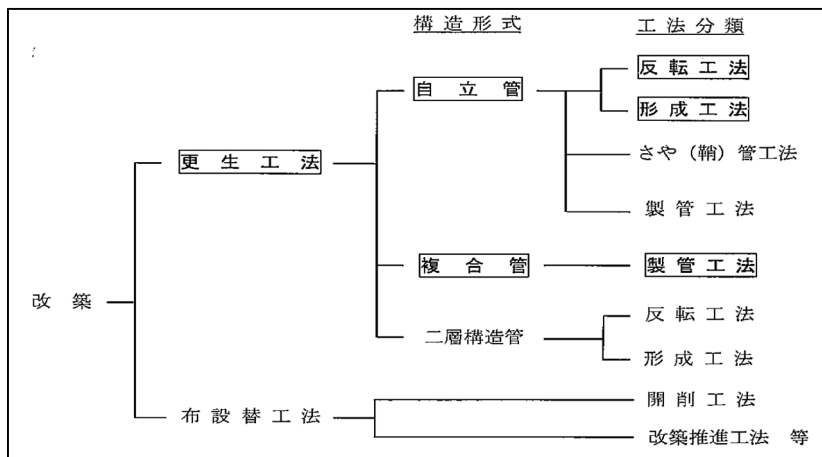 構造形式 工法分類
反転工法
自立管
形成工法
更生工法
さや（鞘）管工法
製管工法
複合管 製管工法
改築
反転工法
二層構造管
形成工法
開削工法
布設替工法
改築推進工法 等